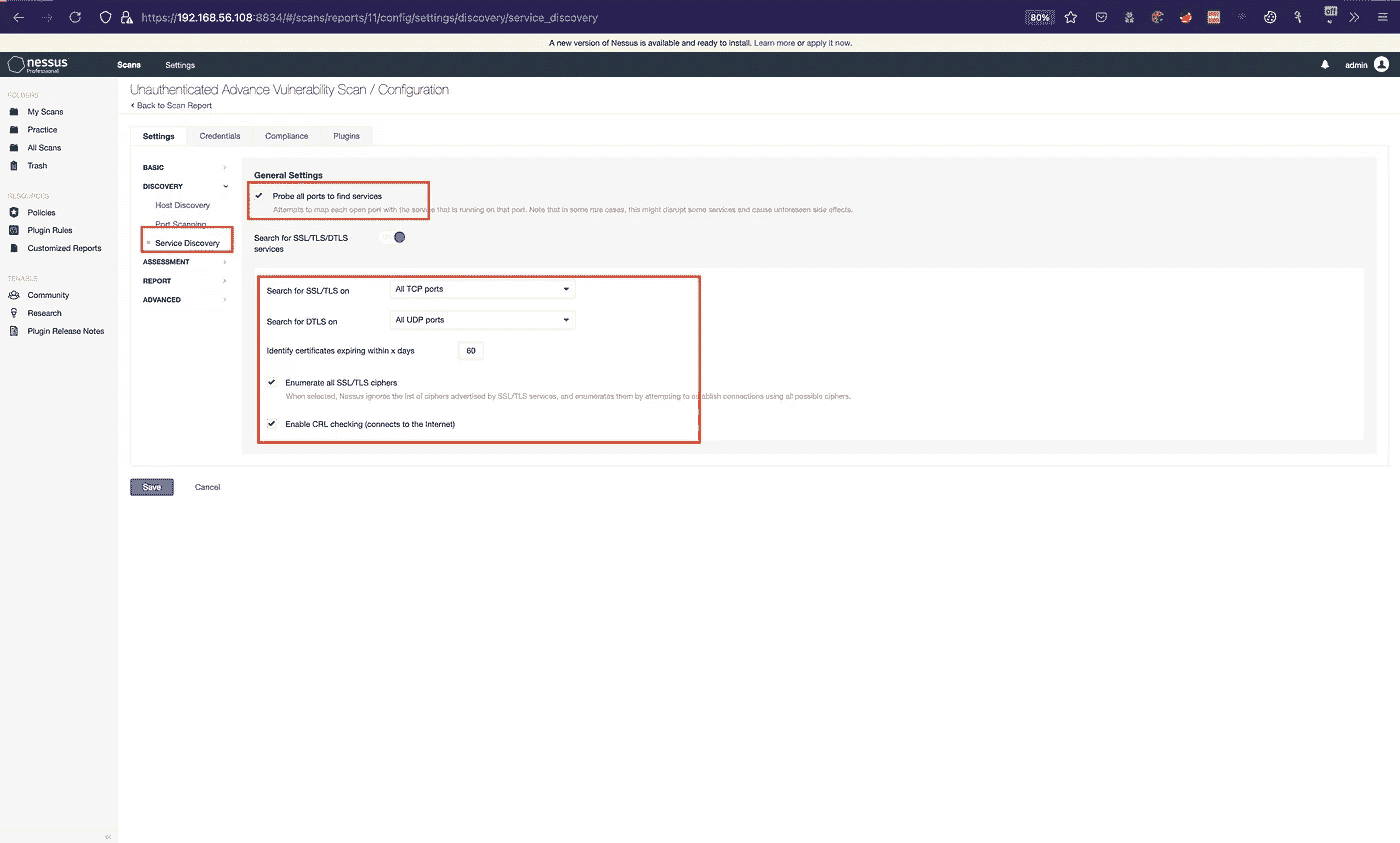 https://192.168.56.108:8834/#/scans/reports/11/config/settings/discovery/service_discovery
80%
off
A new version of Nessus is available and ready to install. Learn more or apply it now.
nessus
Professional
Scans
Settings
admin
FOLDERS
My Scans
Practice
All Scans
Trash
RESOURCES
Policies
Plugin Rules
Customized Reports
TENABLE
Community
Research
Plugin Release Notes
Unauthenticated Advance Vulnerability Scan / Configuration
Back to Scan Report
Settings
Credentials
Compliance
Plugins
BASIC
DISCOVERY
Host Discovery
Port Scanning
Service Discovery
ASSESSMENT
REPORT
ADVANCED
General Settings
Probe all ports to find services
Attempts to map each open port with the service that is running on that port. Note that in some rare cases, this might disrupt some services and cause unforeseen side effects.
Search for SSL/TLS/DTLS
services
Search for SSL/TLS on
All TCP ports
Search for DTLS on
All UDP ports
Identify certificates expiring within x days
60
Enumerate all SSL/TLS ciphers
When selected, Nessus ignores the list of ciphers advertised by SSL/TLS services, and enumerates them by attempting to establish connections using all possible ciphers.
Enable CRL checking (connects to the Internet)
Save
Cancel